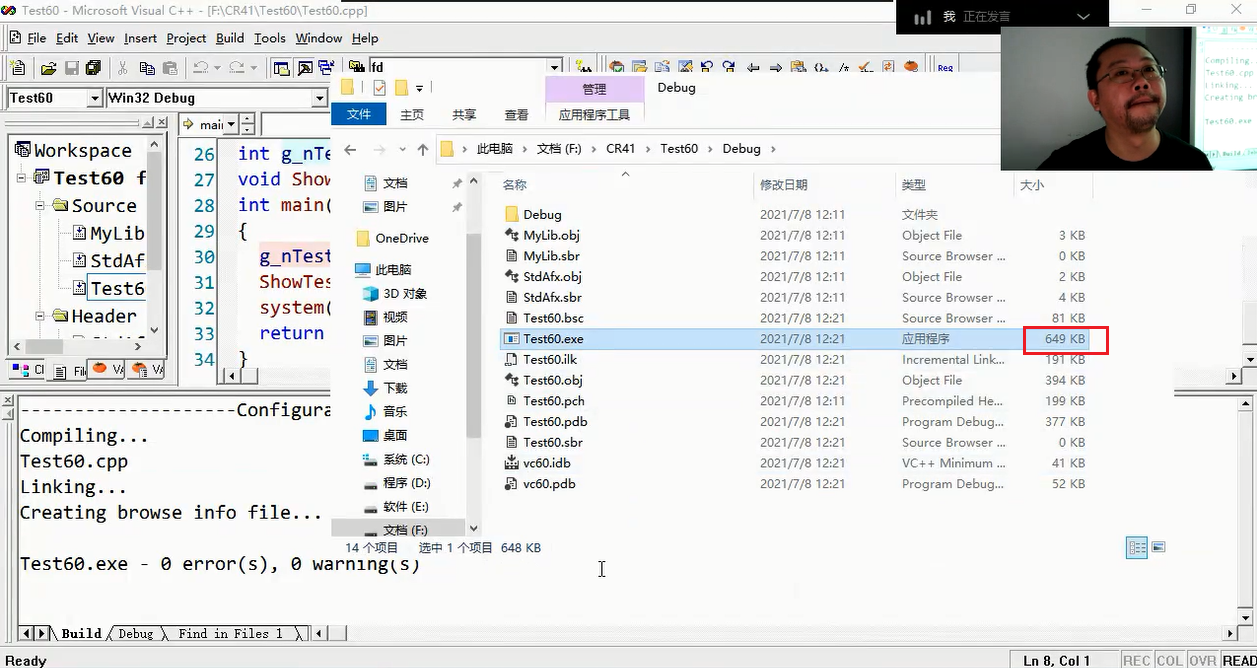 Test60 - Microsoft Visual C++ - [F:\CR41\Test60\Test60.cpp]
我 正在发言
File Edit View Insert Project Build Tools Window Help
fd
Reg
Test60 Win32 Debug
管理 Debug
文件 主页 共享 查看 应用程序工具
此电脑 > 文档 (F:) > CR41 > Test60 > Debug >
main
Workspace
Test60 f
Source
MyLib
StdAf
Test6
Header
26 int g_nTe
27 void Show
28 int main(
29 {
30 g_nTest
31 ShowTes
32 system(
33 return
34 }
文档
图片
OneDrive
此电脑
3D 对象
视频
图片
文档
下载
音乐
桌面
系统 (C:)
程序 (D:)
软件 (E:)
文档 (F:)
名称 修改日期 类型 大小
Debug 2021/7/8 12:11 文件夹
MyLib.obj 2021/7/8 12:11 Object File 3 KB
MyLib.sbr 2021/7/8 12:11 Source Browser ... 0 KB
StdAfx.obj 2021/7/8 12:11 Object File 2 KB
StdAfx.sbr 2021/7/8 12:11 Source Browser ... 4 KB
Test60.bsc 2021/7/8 12:21 Source Browser ... 81 KB
Test60.exe 2021/7/8 12:21 应用程序 649 KB
Test60.ilk 2021/7/8 12:21 Incremental Link... 191 KB
Test60.obj 2021/7/8 12:21 Object File 394 KB
Test60.pch 2021/7/8 12:11 Precompiled He... 199 KB
Test60.pdb 2021/7/8 12:21 Program Debug... 377 KB
Test60.sbr 2021/7/8 12:21 Source Browser ... 0 KB
vc60.idb 2021/7/8 12:21 VC++ Minimum ... 41 KB
vc60.pdb 2021/7/8 12:21 Program Debug... 52 KB
14 个项目 选中 1 个项目 648 KB
--------------------Configura
Compiling...
Test60.cpp
Linking...
Creating browse info file...
Test60.exe - 0 error(s), 0 warning(s)
Build Debug Find in Files 1
Ready Ln 8, Col 1 REC COL OVR READ